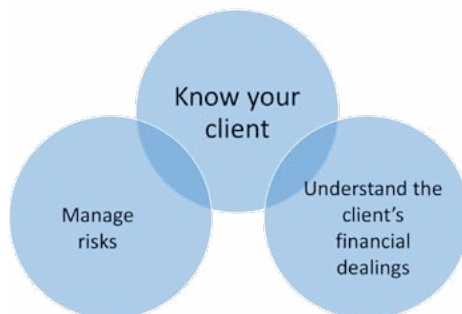 Know your
client
Manage
risks
Understand the
client's
financial
dealings